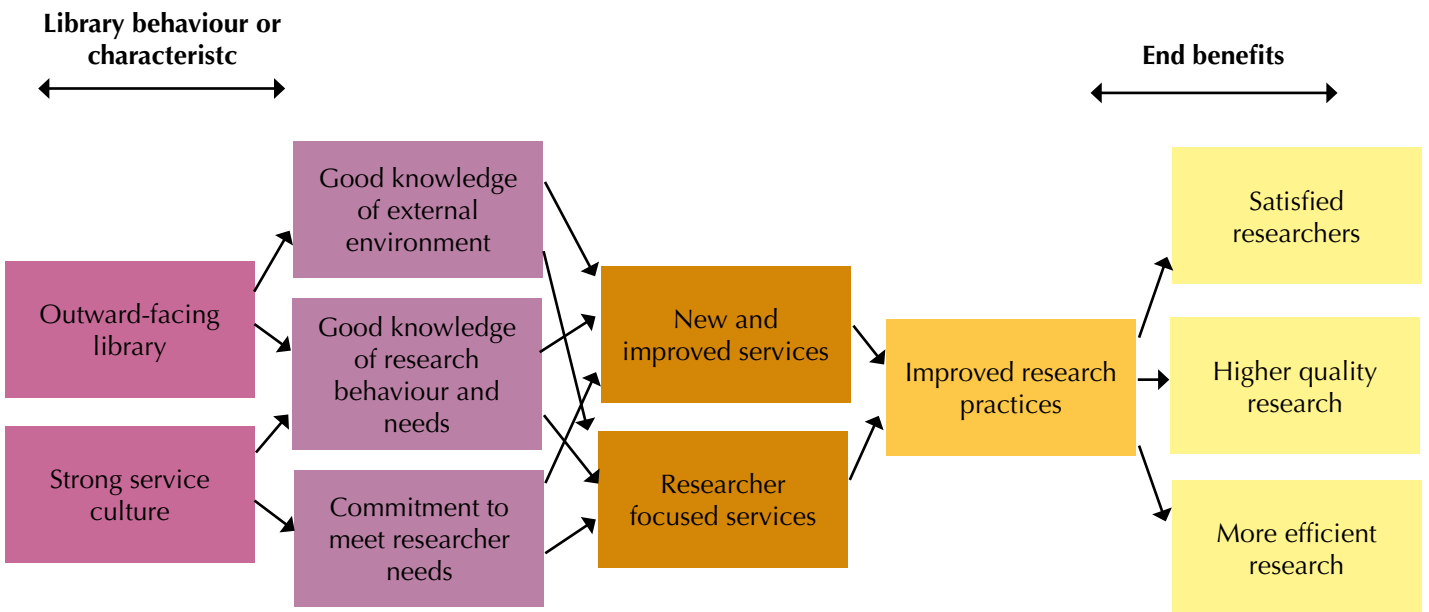 Library behaviour or
characteristc
End benefits
Outward-facing
library
Strong service
culture
Good knowledge
of external
environment
Good knowledge
of research
behaviour and
needs
Commitment to
meet researcher
needs
New and
improved services
Researcher
focused services
Improved research
practices
Satisfied
researchers
Higher quality
research
More efficient
research